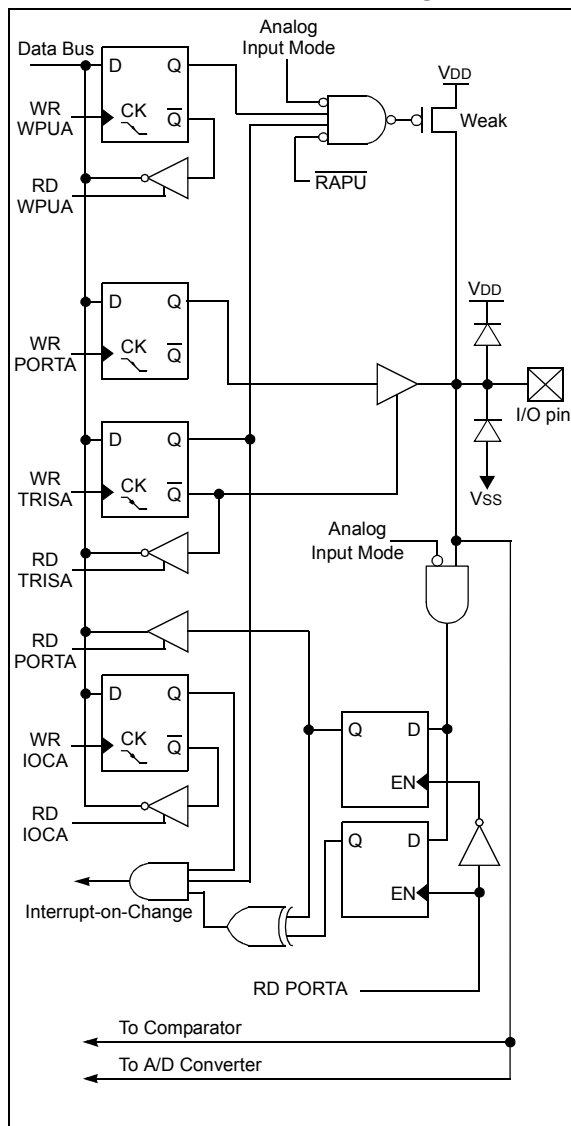 Analog
Input Mode
Data Bus
D Q
VDD
WR
WPUA
CK Q̅
Weak
RD
WPUA
R̅A̅P̅U̅
D Q
VDD
WR
PORTA
CK Q̅
I/O pin
D Q
WR
TRISA
CK Q̅
VSS
Analog
Input Mode
RD
TRISA
RD
PORTA
D Q
Q D
WR
IOCA
CK Q̅
EN
RD
IOCA
Q D
Interrupt-on-Change
EN
RD PORTA
To Comparator
To A/D Converter